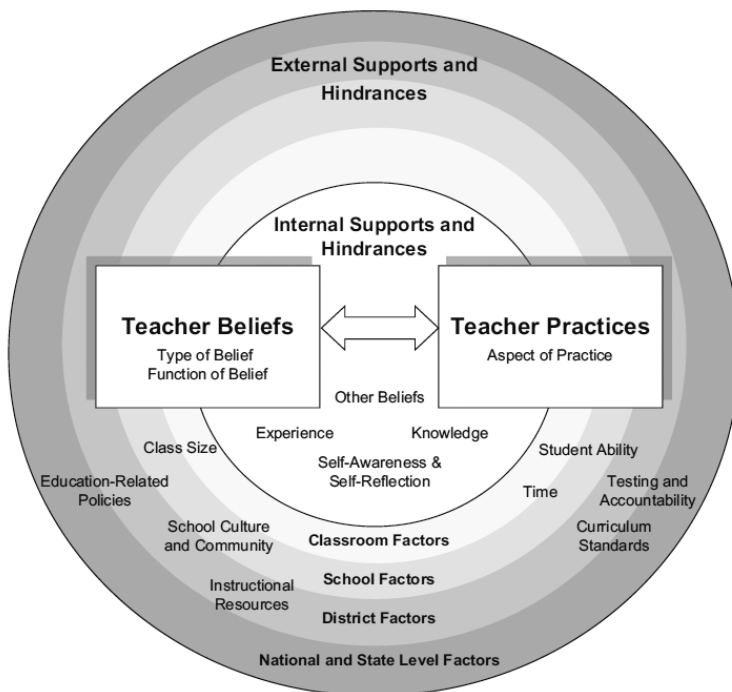 External Supports and
Hindrances
Internal Supports and
Hindrances
Teacher Beliefs
Type of Belief
Function of Belief
Teacher Practices
Aspect of Practice
Other Beliefs
Experience
Knowledge
Self-Awareness &
Self-Reflection
Class Size
Student Ability
Education-Related
Policies
Time
Testing and
Accountability
School Culture
and Community
Curriculum
Standards
Classroom Factors
Instructional
Resources
School Factors
District Factors
National and State Level Factors